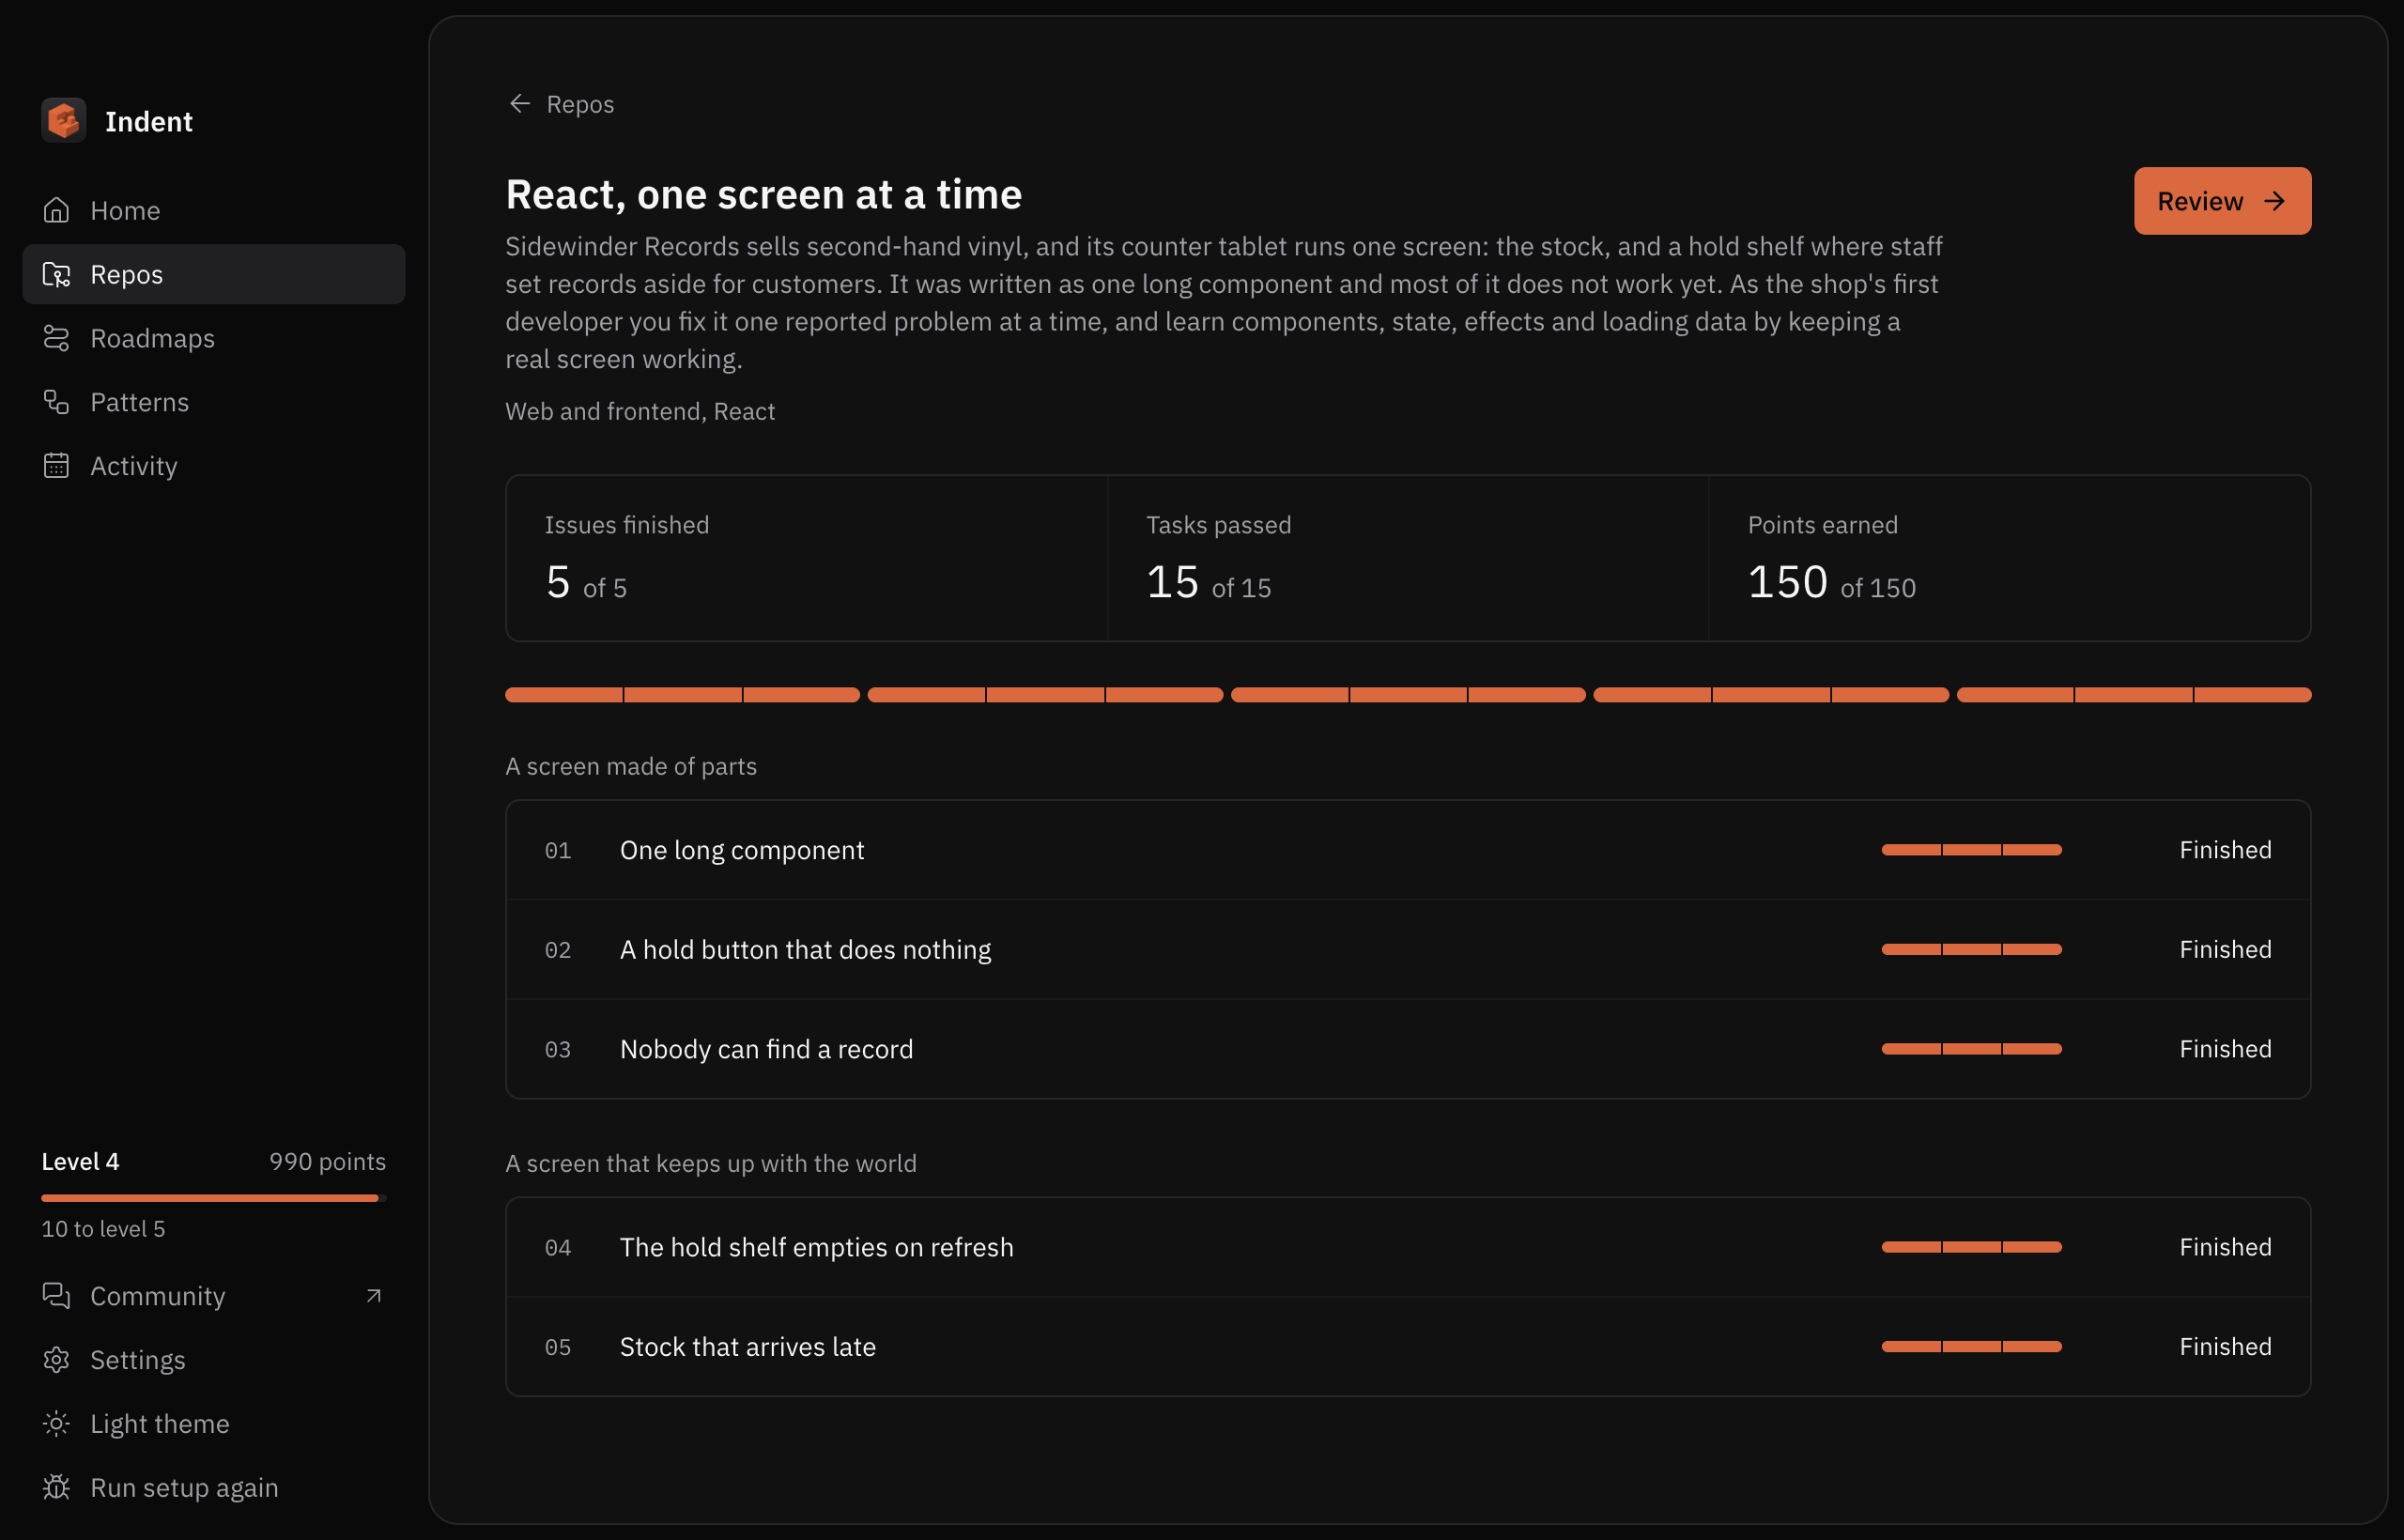 Indent
Home
Repos
Roadmaps
Patterns
Activity
Level 4
990 points
10 to level 5
Community
Settings
Light theme
Run setup again
Repos
React, one screen at a time
Review
Sidewinder Records sells second-hand vinyl, and its counter tablet runs one screen: the stock, and a hold shelf where staff
set records aside for customers. It was written as one long component and most of it does not work yet. As the shop's first
developer you fix it one reported problem at a time, and learn components, state, effects and loading data by keeping a
real screen working.
Web and frontend, React
Issues finished
5 of 5
Tasks passed
15 of 15
Points earned
150 of 150
A screen made of parts
01 One long component Finished
02 A hold button that does nothing Finished
03 Nobody can find a record Finished
A screen that keeps up with the world
04 The hold shelf empties on refresh Finished
05 Stock that arrives late Finished